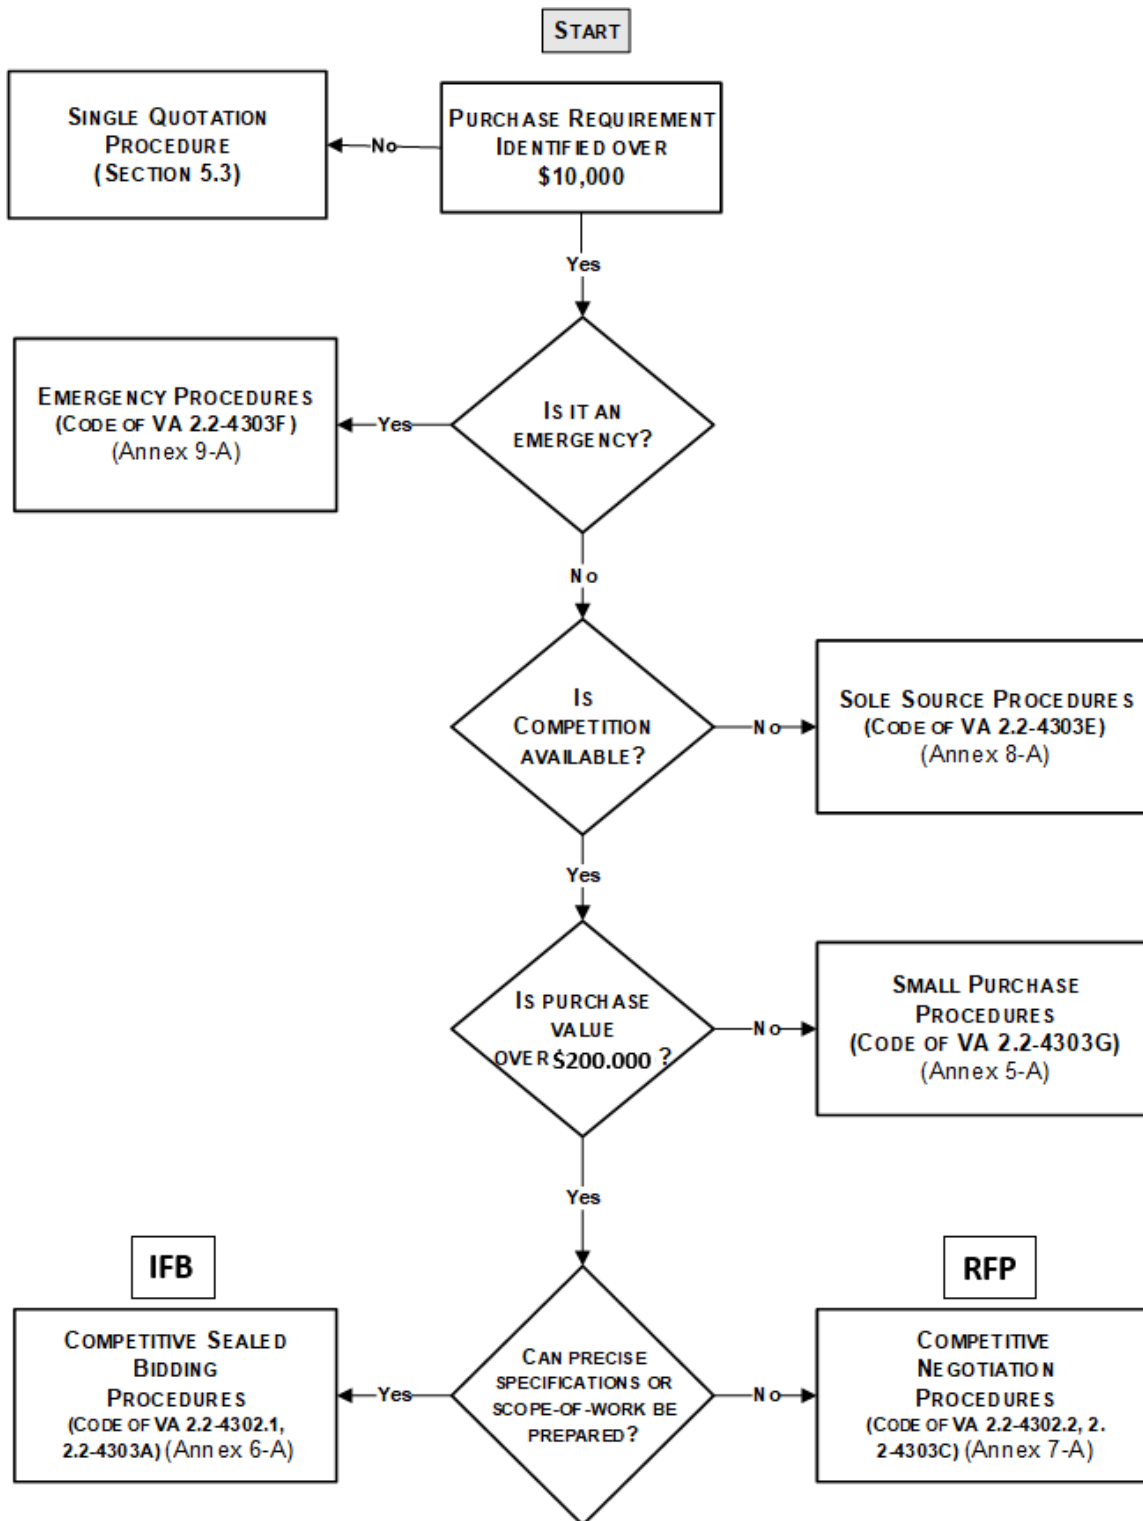 START
SINGLE QUOTATION
PROCEDURE
(SECTION 5.3)
No
PURCHASE REQUIREMENT
IDENTIFIED OVER
$10,000
Yes
EMERGENCY PROCEDURES
(CODE OF VA 2.2-4303F)
(Annex 9-A)
Yes
IS IT AN
EMERGENCY?
No
IS
COMPETITION
AVAILABLE?
No
SOLE SOURCE PROCEDURES
(CODE OF VA 2.2-4303E)
(Annex 8-A)
Yes
IS PURCHASE
VALUE
OVER $200.000 ?
No
SMALL PURCHASE
PROCEDURES
(CODE OF VA 2.2-4303G)
(Annex 5-A)
Yes
IFB
RFP
COMPETITIVE SEALED
BIDDING
PROCEDURES
(CODE OF VA 2.2-4302.1,
2.2-4303A) (Annex 6-A)
Yes
CAN PRECISE
SPECIFICATIONS OR
SCOPE-OF-WORK BE
PREPARED?
No
COMPETITIVE
NEGOTIATION
PROCEDURES
(CODE OF VA 2.2-4302.2, 2.
2-4303C) (Annex 7-A)